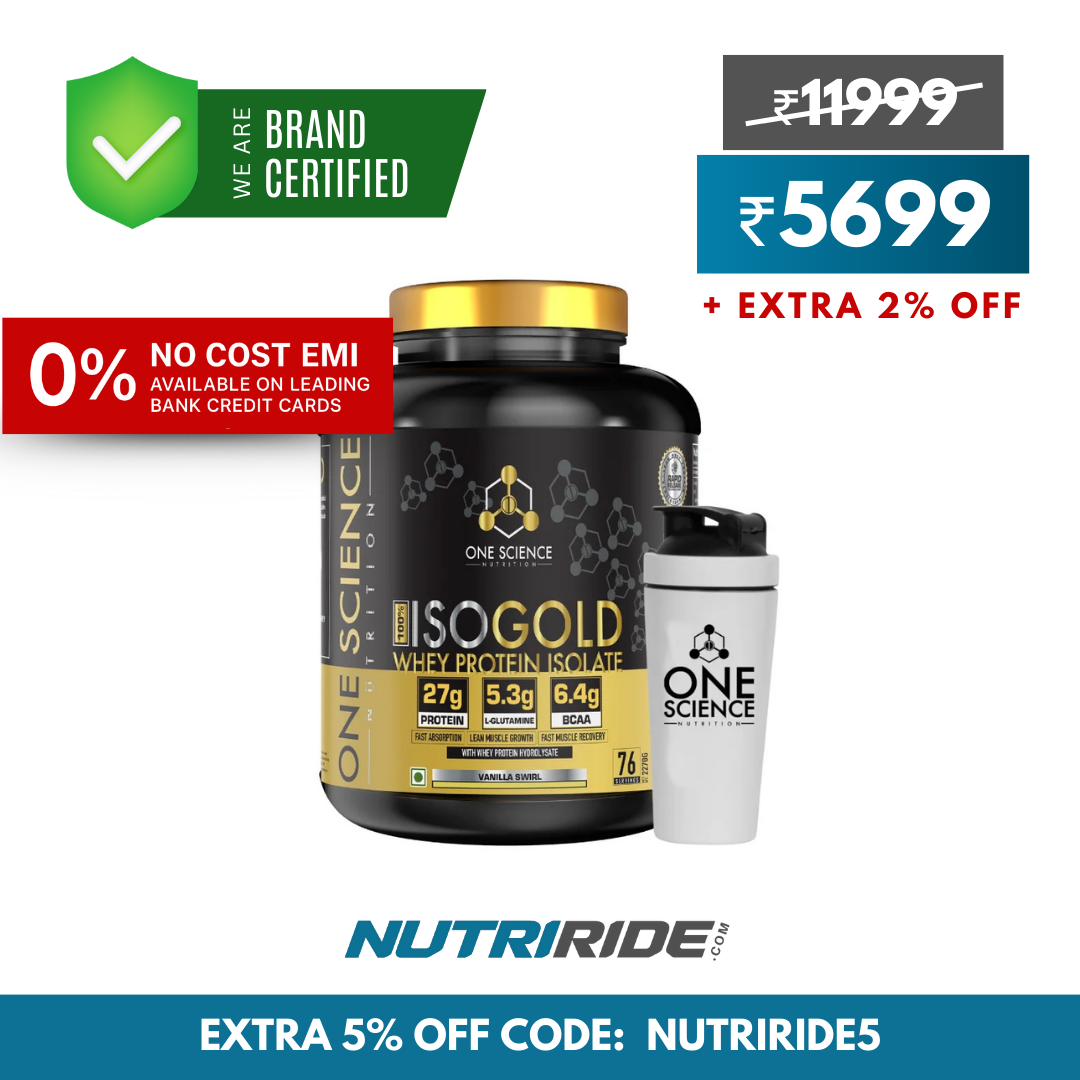 WE ARE
BRAND
CERTIFIED
₹11999
₹5699
+ EXTRA 2% OFF
0%
NO COST EMI
AVAILABLE ON LEADING
BANK CREDIT CARDS
ONE SCIENCE
NUTRITION
RAPID
RELEASE
ONE SCIENCE
NUTRITION
100%
ISOGOLD
WHEY PROTEIN ISOLATE
27g
PROTEIN
5.3g
L-GLUTAMINE
6.4g
BCAA
FAST ABSORPTION
LEAN MUSCLE GROWTH
FAST MUSCLE RECOVERY
WITH WHEY PROTEIN HYDROLYSATE
VANILLA SWIRL
76
SERVINGS
2270G
ONE
SCIENCE
NUTRITION
NUTRIRIDE.COM
EXTRA 5% OFF CODE: NUTRIRIDE5